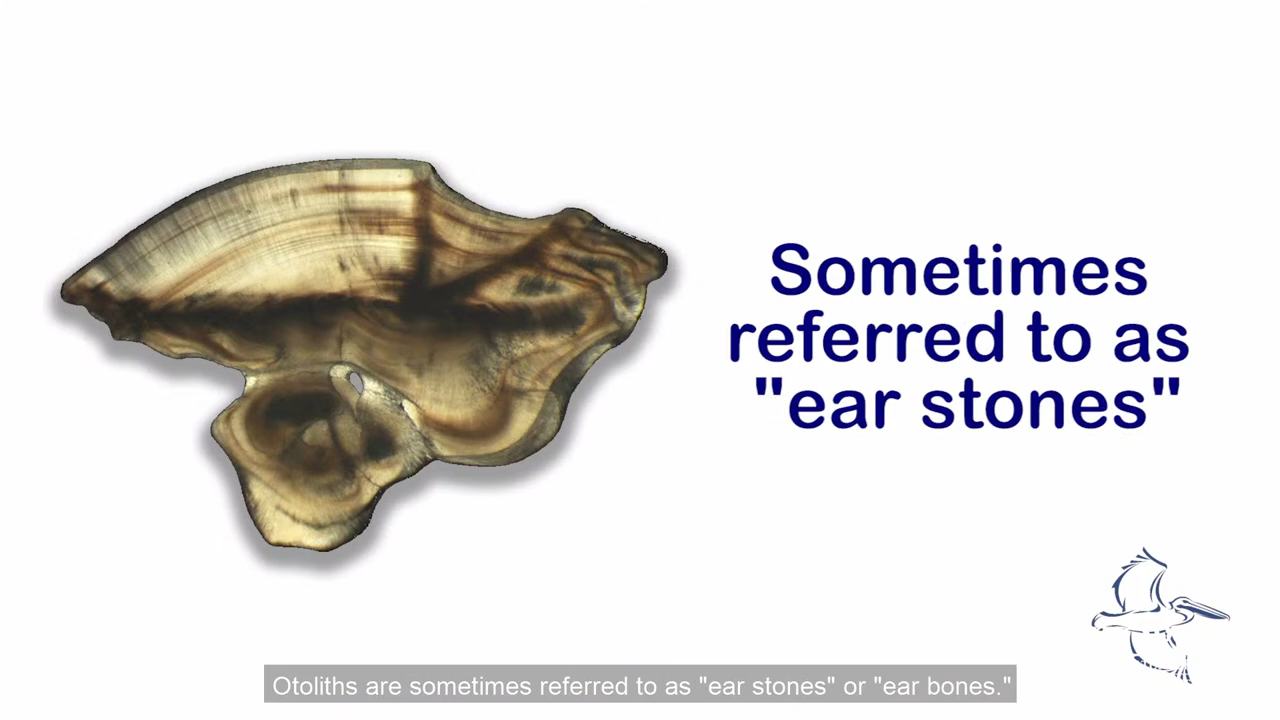 Sometimes
referred to as
"ear stones"
Otoliths are sometimes referred to as "ear stones" or "ear bones."